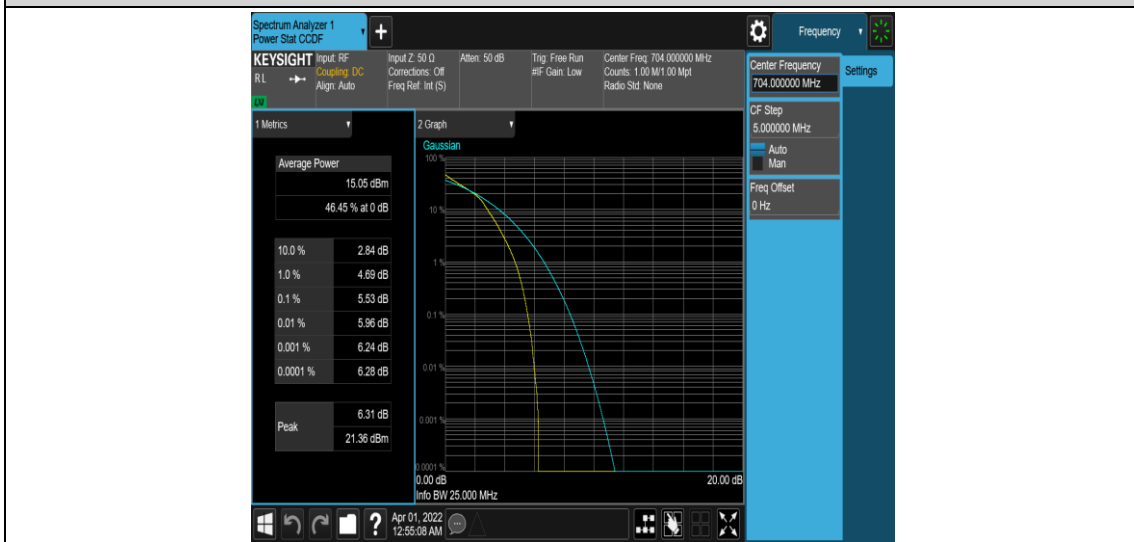 Spectrum Analyzer 1
Power Stat CCDF
Frequency
KEYSIGHT
RL
LXI
Input: RF
Coupling: DC
Align: Auto
Input Z: 50 Ω
Corrections: Off
Freq Ref: Int (S)
Atten: 50 dB
Trig: Free Run
#IF Gain: Low
Center Freq: 704.000000 MHz
Counts: 1.00 M/1.00 Mpt
Radio Std: None
Center Frequency
704.000000 MHz
Settings
CF Step
5.000000 MHz
Auto
Man
Freq Offset
0 Hz
1 Metrics
Average Power
15.05 dBm
46.45 % at 0 dB
10.0 % 2.84 dB
1.0 % 4.69 dB
0.1 % 5.53 dB
0.01 % 5.96 dB
0.001 % 6.24 dB
0.0001 % 6.28 dB
Peak
6.31 dB
21.36 dBm
2 Graph
Gaussian
100 %
10 %
1 %
0.1 %
0.01 %
0.001 %
0.0001 %
0.00 dB 20.00 dB
Info BW 25.000 MHz
?
Apr 01, 2022
12:55:08 AM